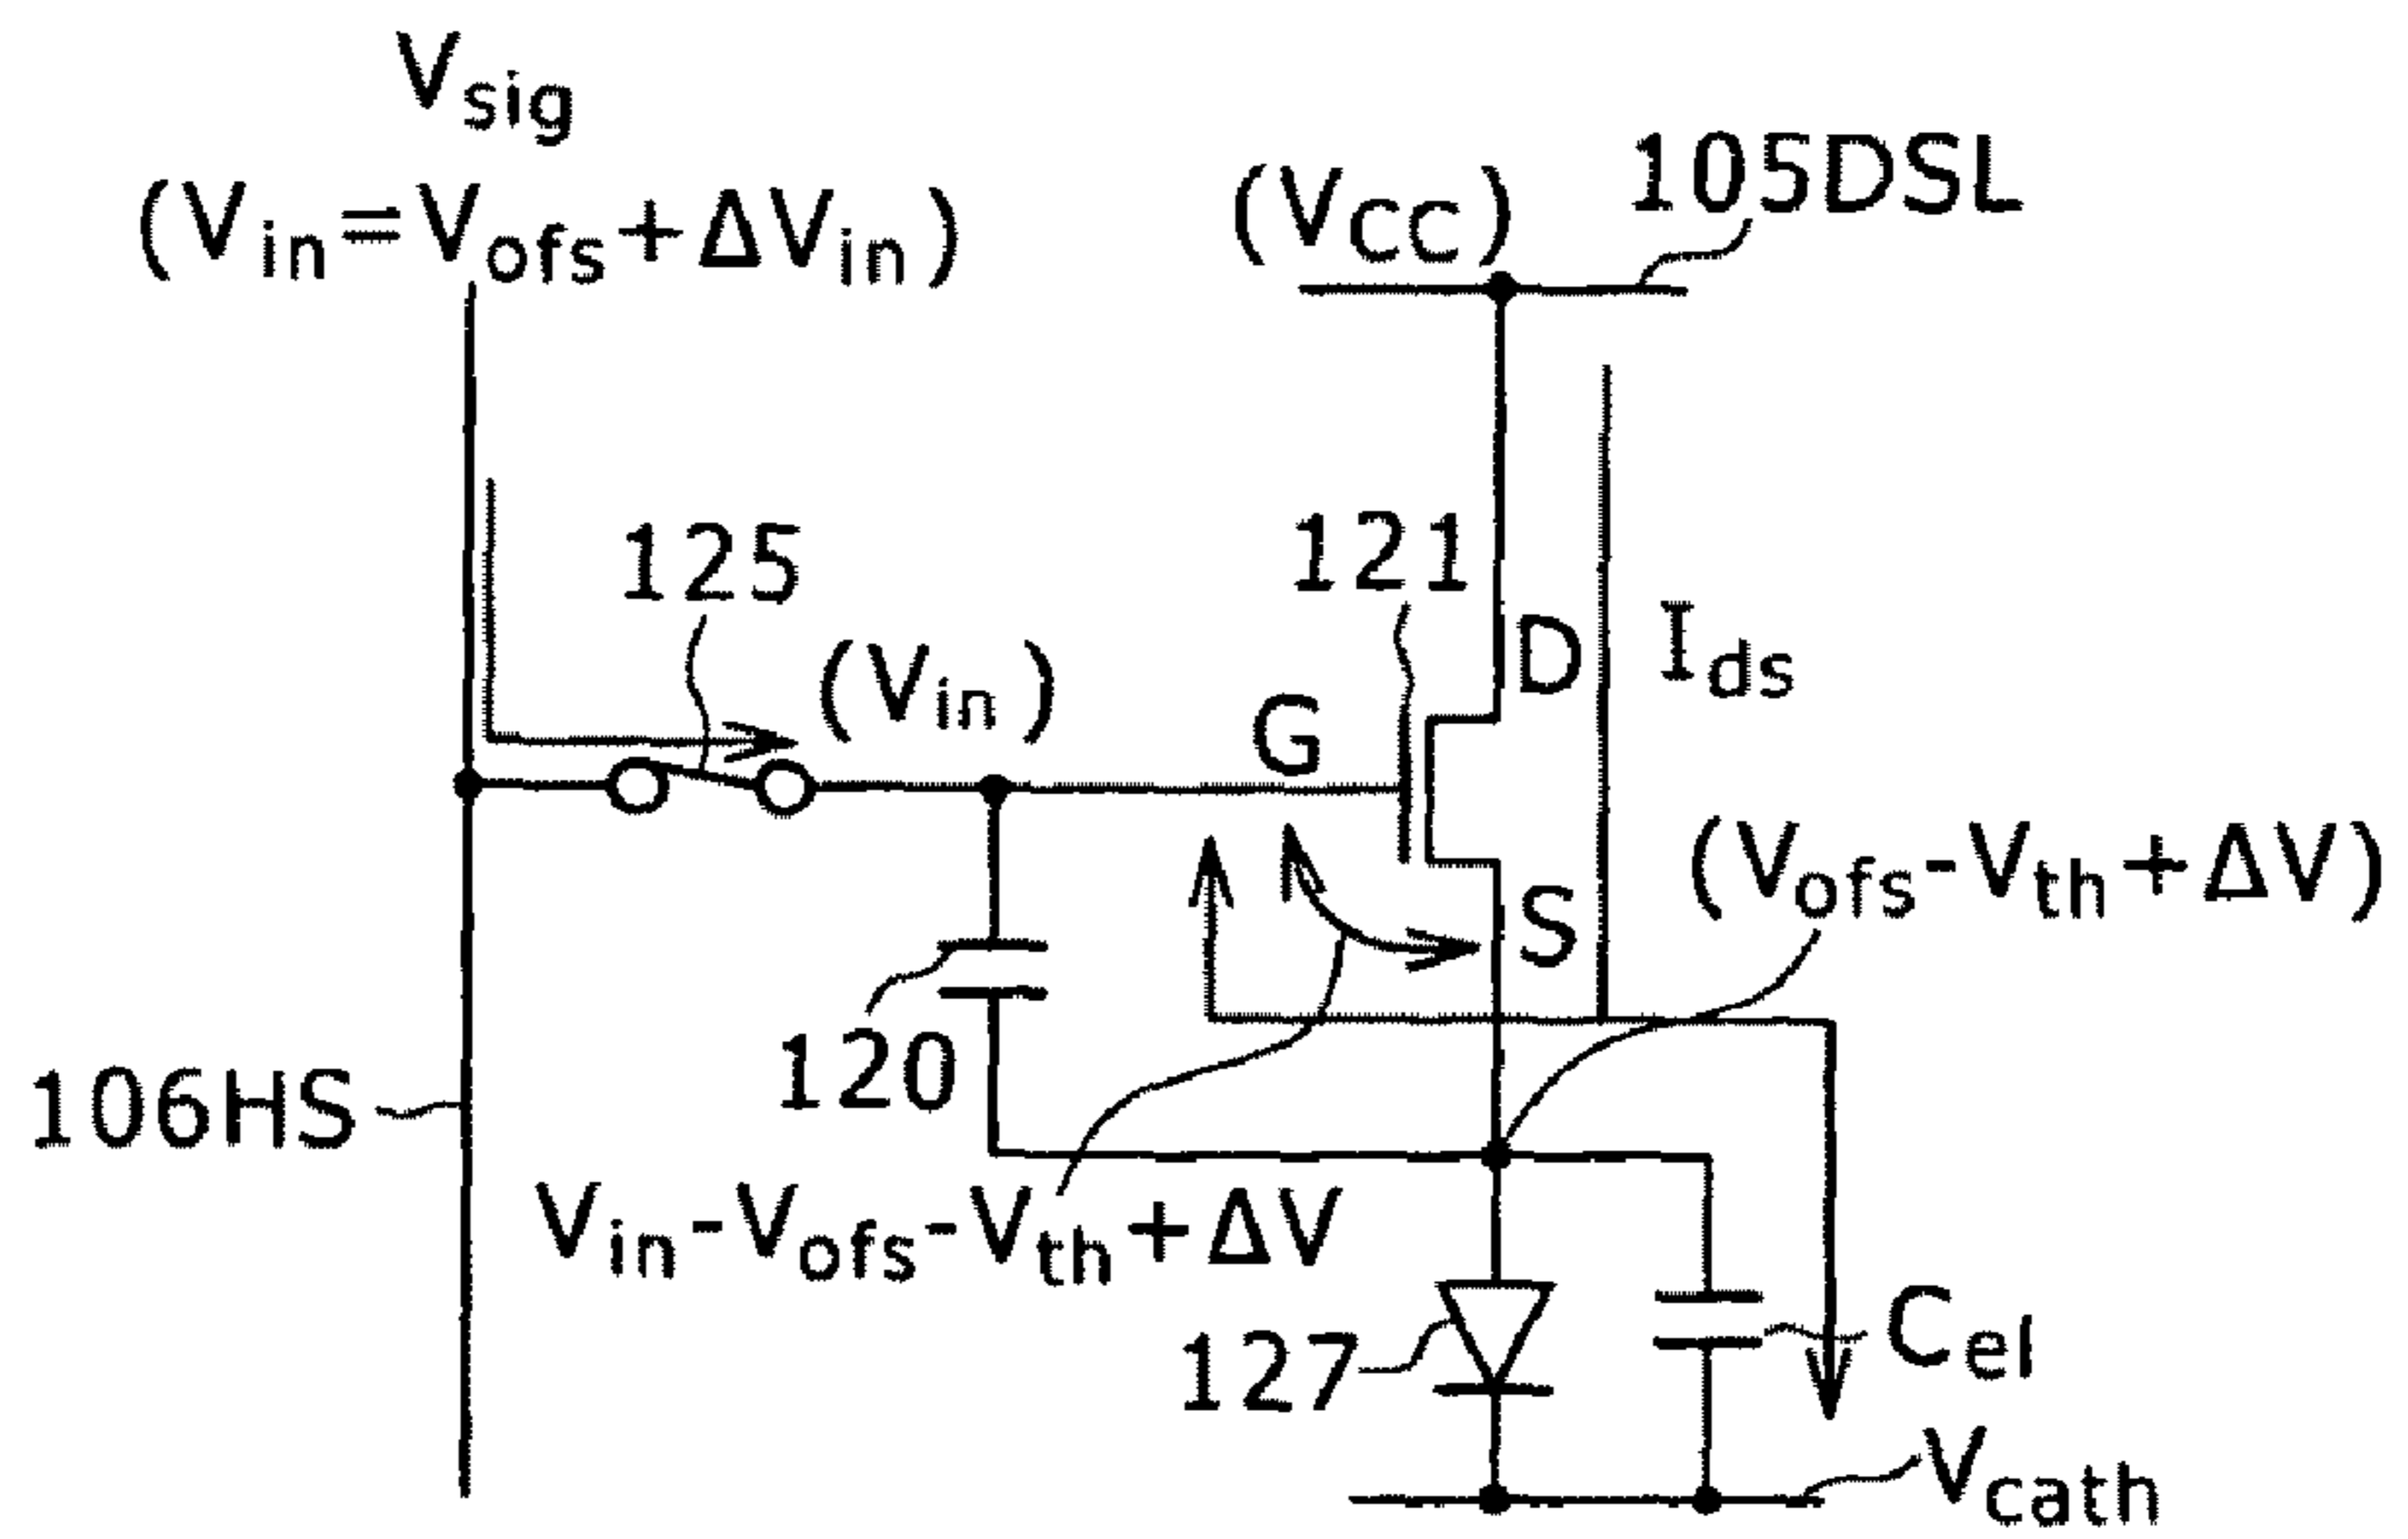 Vsig
(Vin=Vofs+ΔVin)
(VCC)
105DSL
125
121
(Vin)
G
D
Ids
S
(Vofs-Vth+ΔV)
120
106HS
Vin-Vofs-Vth+ΔV
127
Cel
Vcath